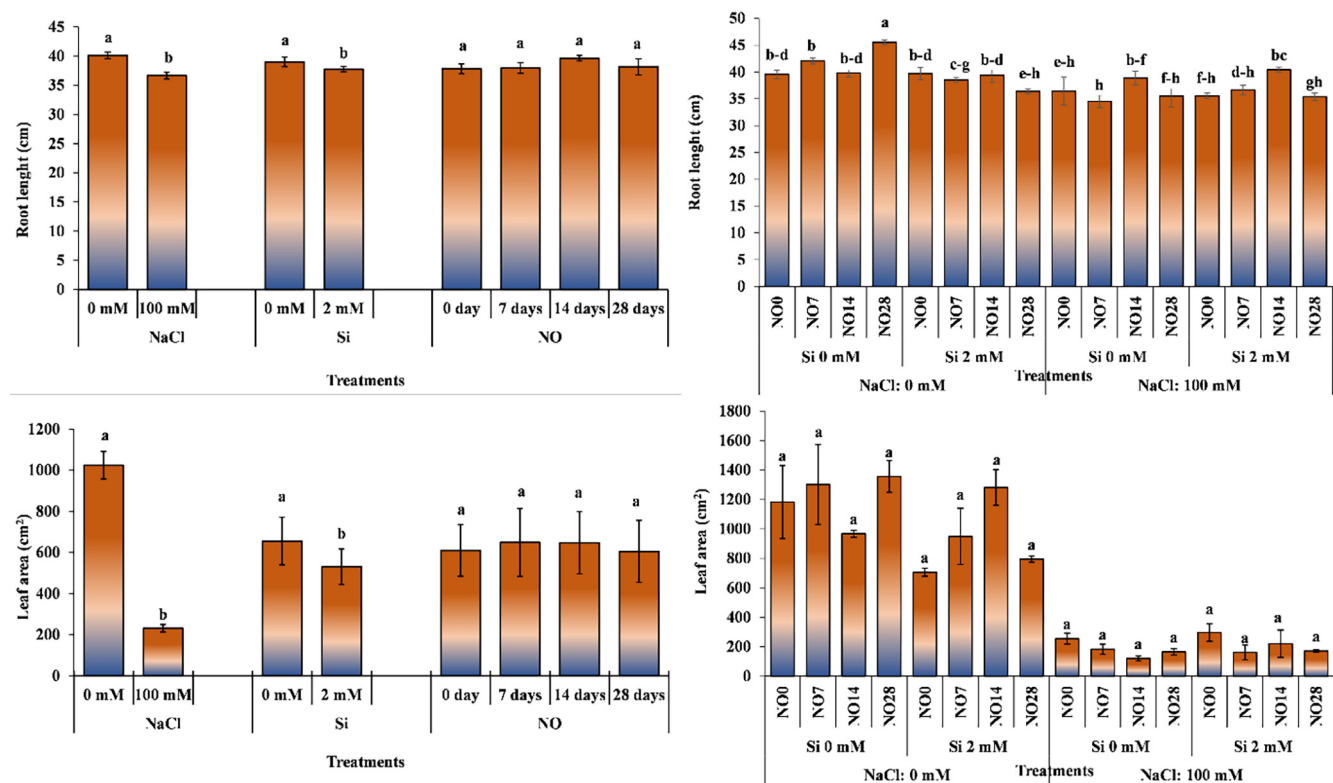 45
40
35
30
25
20
15
10
5
0
Root lenght (cm)
a b a b a a a a
0 mM 100 mM 0 mM 2 mM 0 day 7 days 14 days 28 days
NaCl Si NO
Treatments
50
45
40
35
30
25
20
15
10
5
0
Root lenght (cm)
b-d b b-d a b-d c-g b-d e-h e-h h b-f f-h f-h d-h bc gh
NO0 NO7 NO14 NO28 NO0 NO7 NO14 NO28 NO0 NO7 NO14 NO28 NO0 NO7 NO14 NO28
Si 0 mM Si 2 mM Si 0 mM Si 2 mM
NaCl: 0 mM NaCl: 100 mM
Treatments
1200
1000
800
600
400
200
0
Leaf area (cm²)
a b a b a a a a
0 mM 100 mM 0 mM 2 mM 0 day 7 days 14 days 28 days
NaCl Si NO
Treatments
1800
1600
1400
1200
1000
800
600
400
200
0
Leaf area (cm²)
a a a a a a a a a a a a a a a a
NO0 NO7 NO14 NO28 NO0 NO7 NO14 NO28 NO0 NO7 NO14 NO28 NO0 NO7 NO14 NO28
Si 0 mM Si 2 mM Si 0 mM Si 2 mM
NaCl: 0 mM NaCl: 100 mM
Treatments